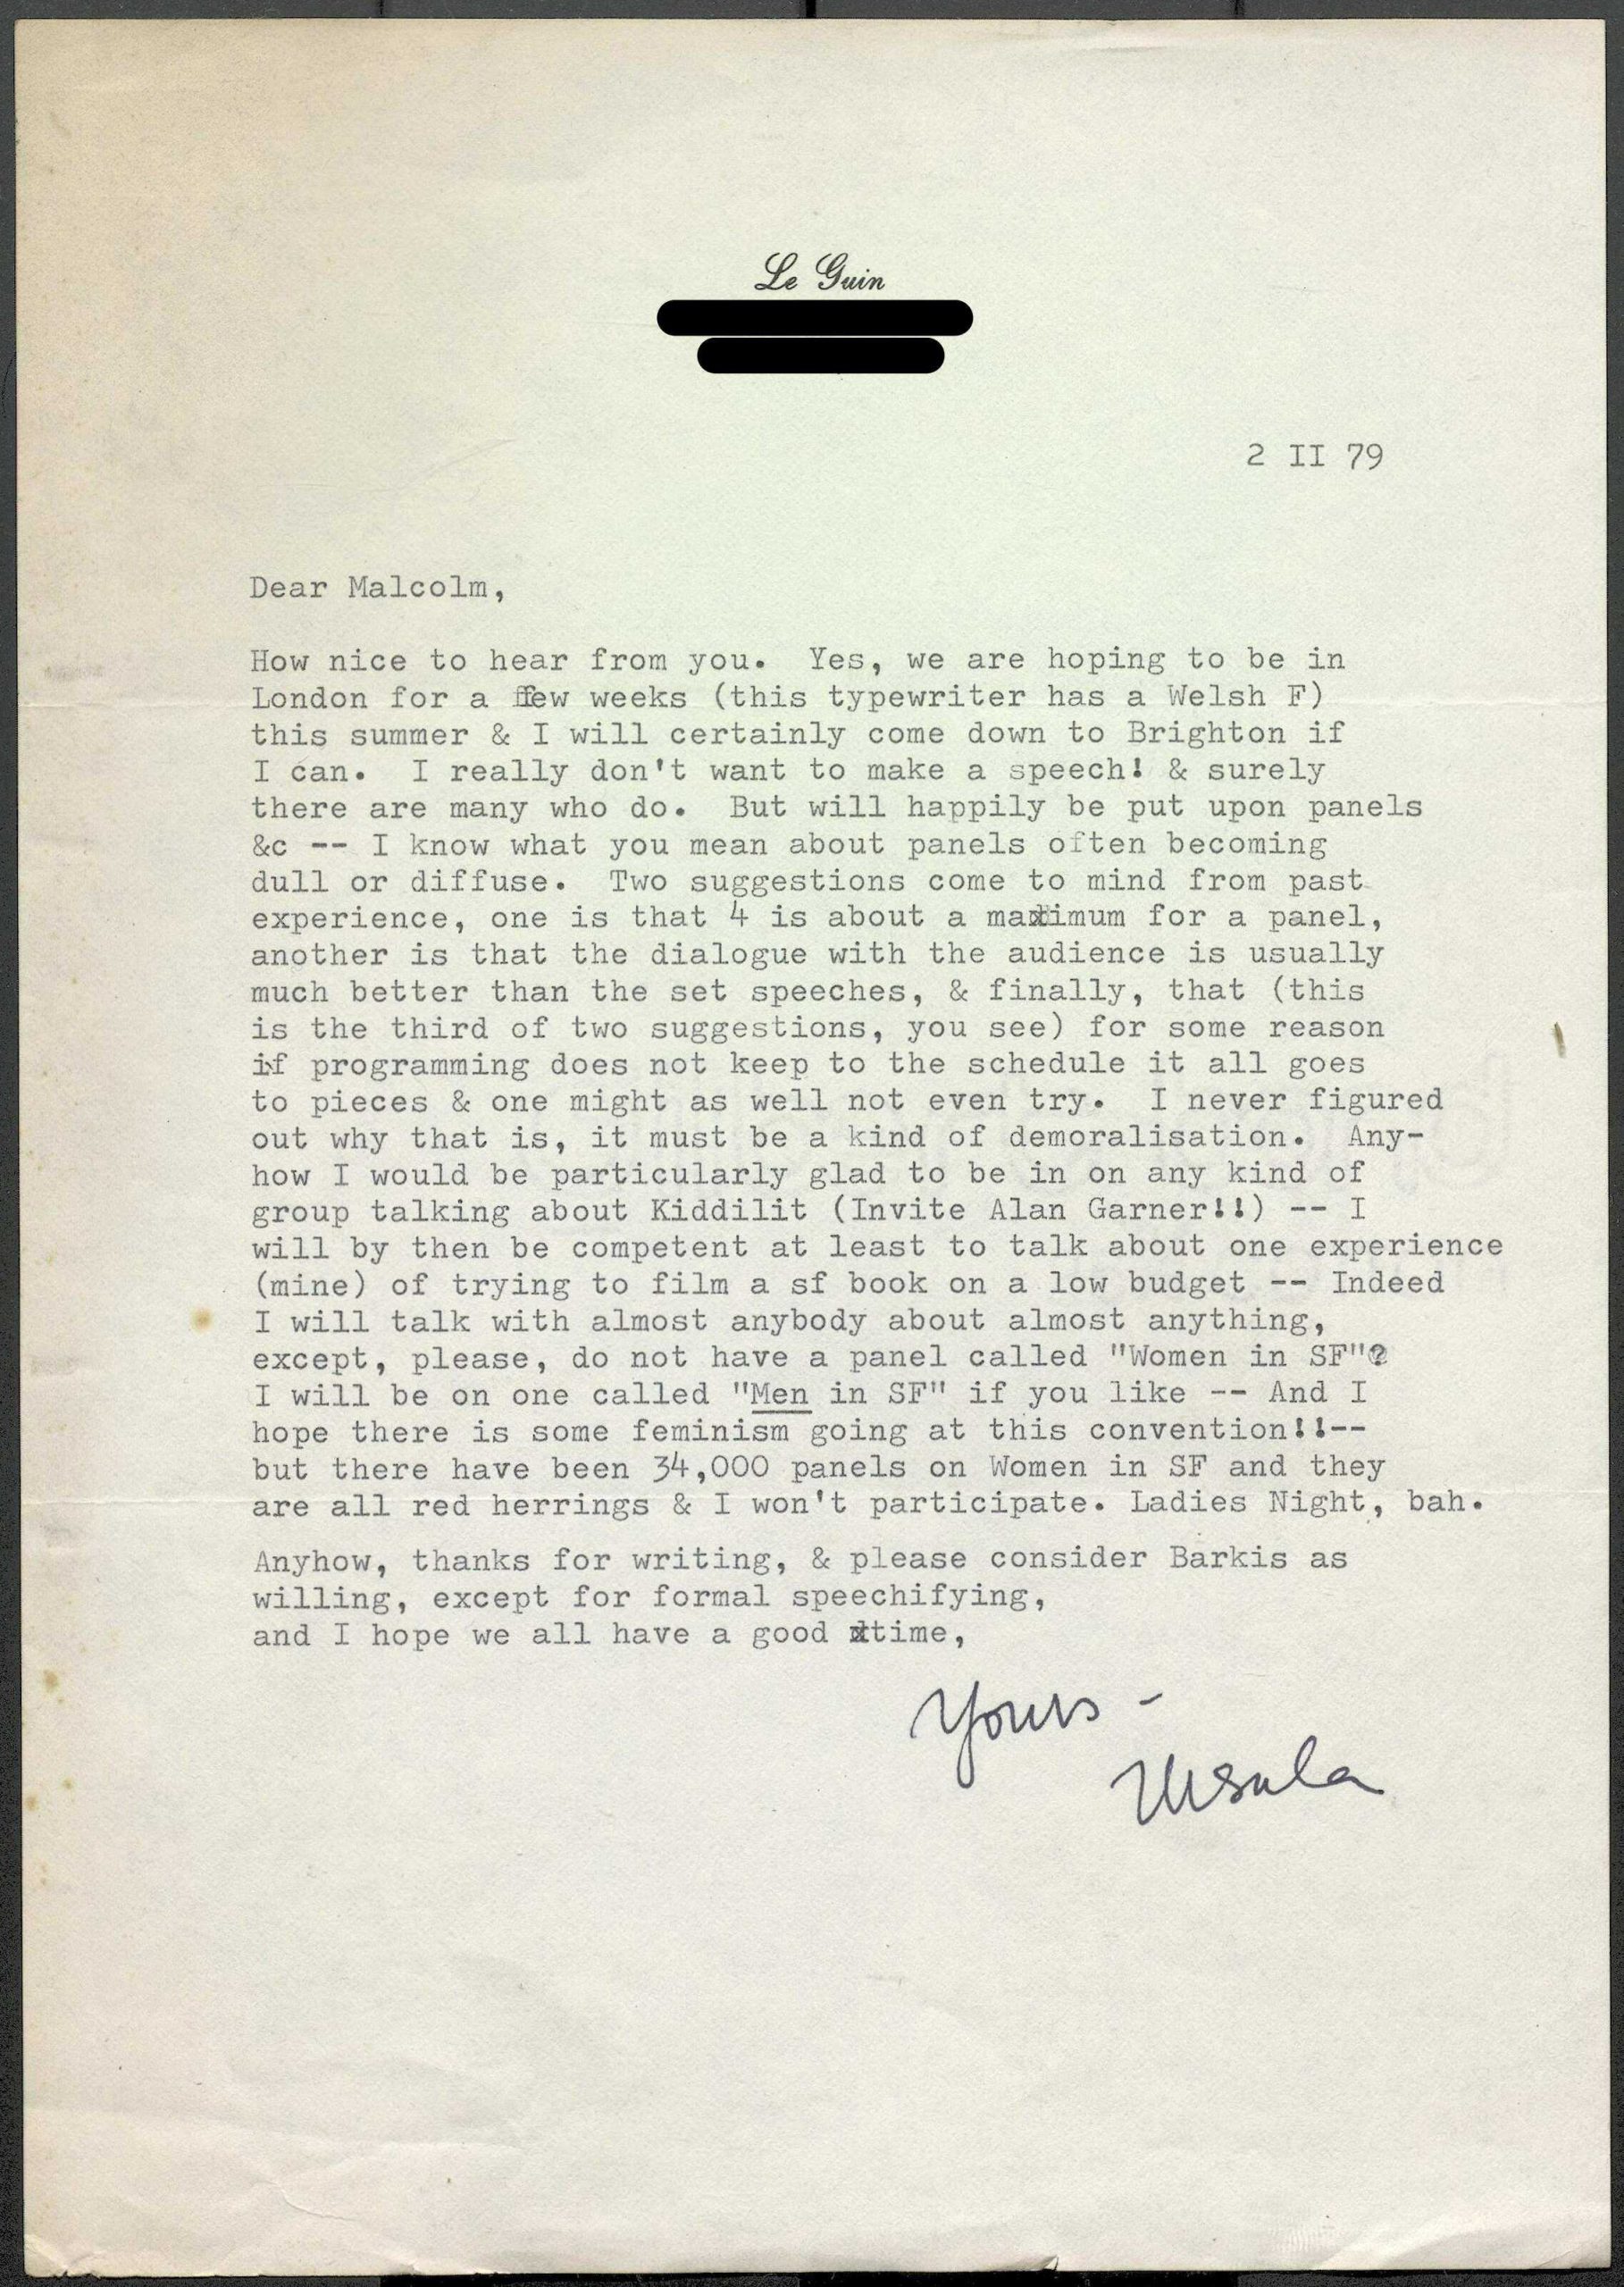 Le Guin
2 II 79
Dear Malcolm,
How nice to hear from you.  Yes, we are hoping to be in
London for a ffew weeks (this typewriter has a Welsh F)
this summer & I will certainly come down to Brighton if
I can.  I really don't want to make a speech! & surely
there are many who do.  But will happily be put upon panels
&c -- I know what you mean about panels often becoming
dull or diffuse.  Two suggestions come to mind from past
experience, one is that 4 is about a maximum for a panel,
another is that the dialogue with the audience is usually
much better than the set speeches, & finally, that (this
is the third of two suggestions, you see) for some reason
if programming does not keep to the schedule it all goes
to pieces & one might as well not even try.  I never figured
out why that is, it must be a kind of demoralisation.  Any-
how I would be particularly glad to be in on any kind of
group talking about Kiddilit (Invite Alan Garner!!) -- I
will by then be competent at least to talk about one experience
(mine) of trying to film a sf book on a low budget -- Indeed
I will talk with almost anybody about almost anything,
except, please, do not have a panel called "Women in SF"?
I will be on one called "Men in SF" if you like -- And I
hope there is some feminism going at this convention!!--
but there have been 34,000 panels on Women in SF and they
are all red herrings & I won't participate. Ladies Night, bah.
Anyhow, thanks for writing, & please consider Barkis as
willing, except for formal speechifying,
and I hope we all have a good time,
Yours -
Ursula